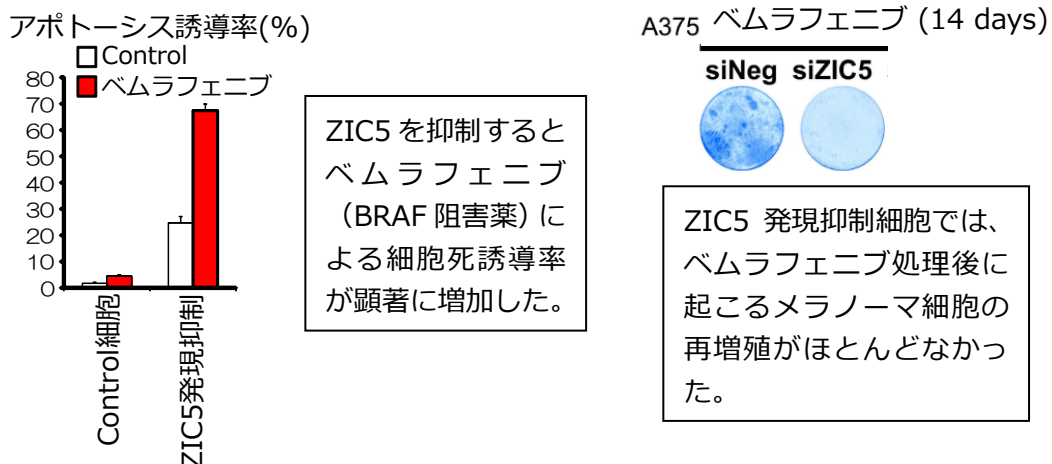 アポトーシス誘導率(%)
Control
ベムラフェニブ
80
70
60
50
40
30
20
10
0
Control細胞
ZIC5発現抑制
ZIC5を抑制すると
ベムラフェニブ
(BRAF阻害薬)に
よる細胞死誘導率
が顕著に増加した。
A375 ベムラフェニブ (14 days)
siNeg siZIC5
ZIC5 発現抑制細胞では、
ベムラフェニブ処理後に
起こるメラノーマ細胞の
再増殖がほとんどなかっ
た。